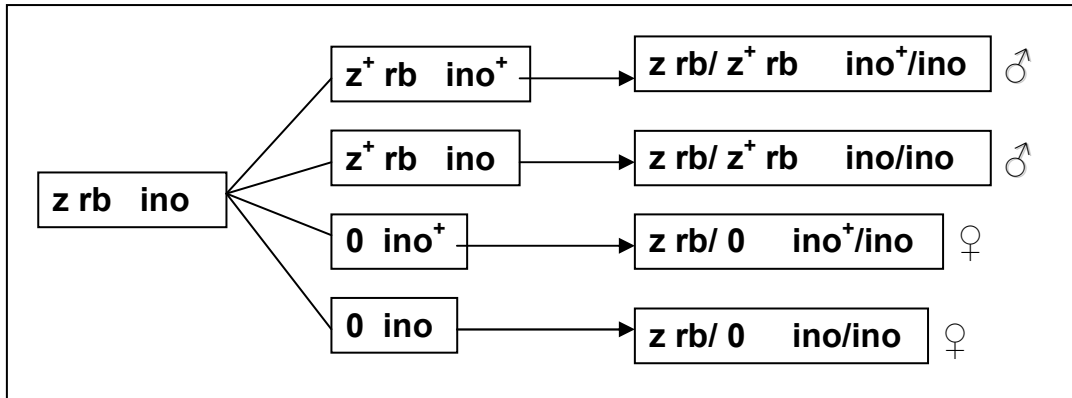 z⁺ rb   ino⁺
z rb/ z⁺ rb   ino⁺/ino ♂
z⁺ rb   ino
z rb/ z⁺ rb   ino/ino ♂
z rb   ino
0  ino⁺
z rb/ 0   ino⁺/ino ♀
0  ino
z rb/ 0   ino/ino ♀